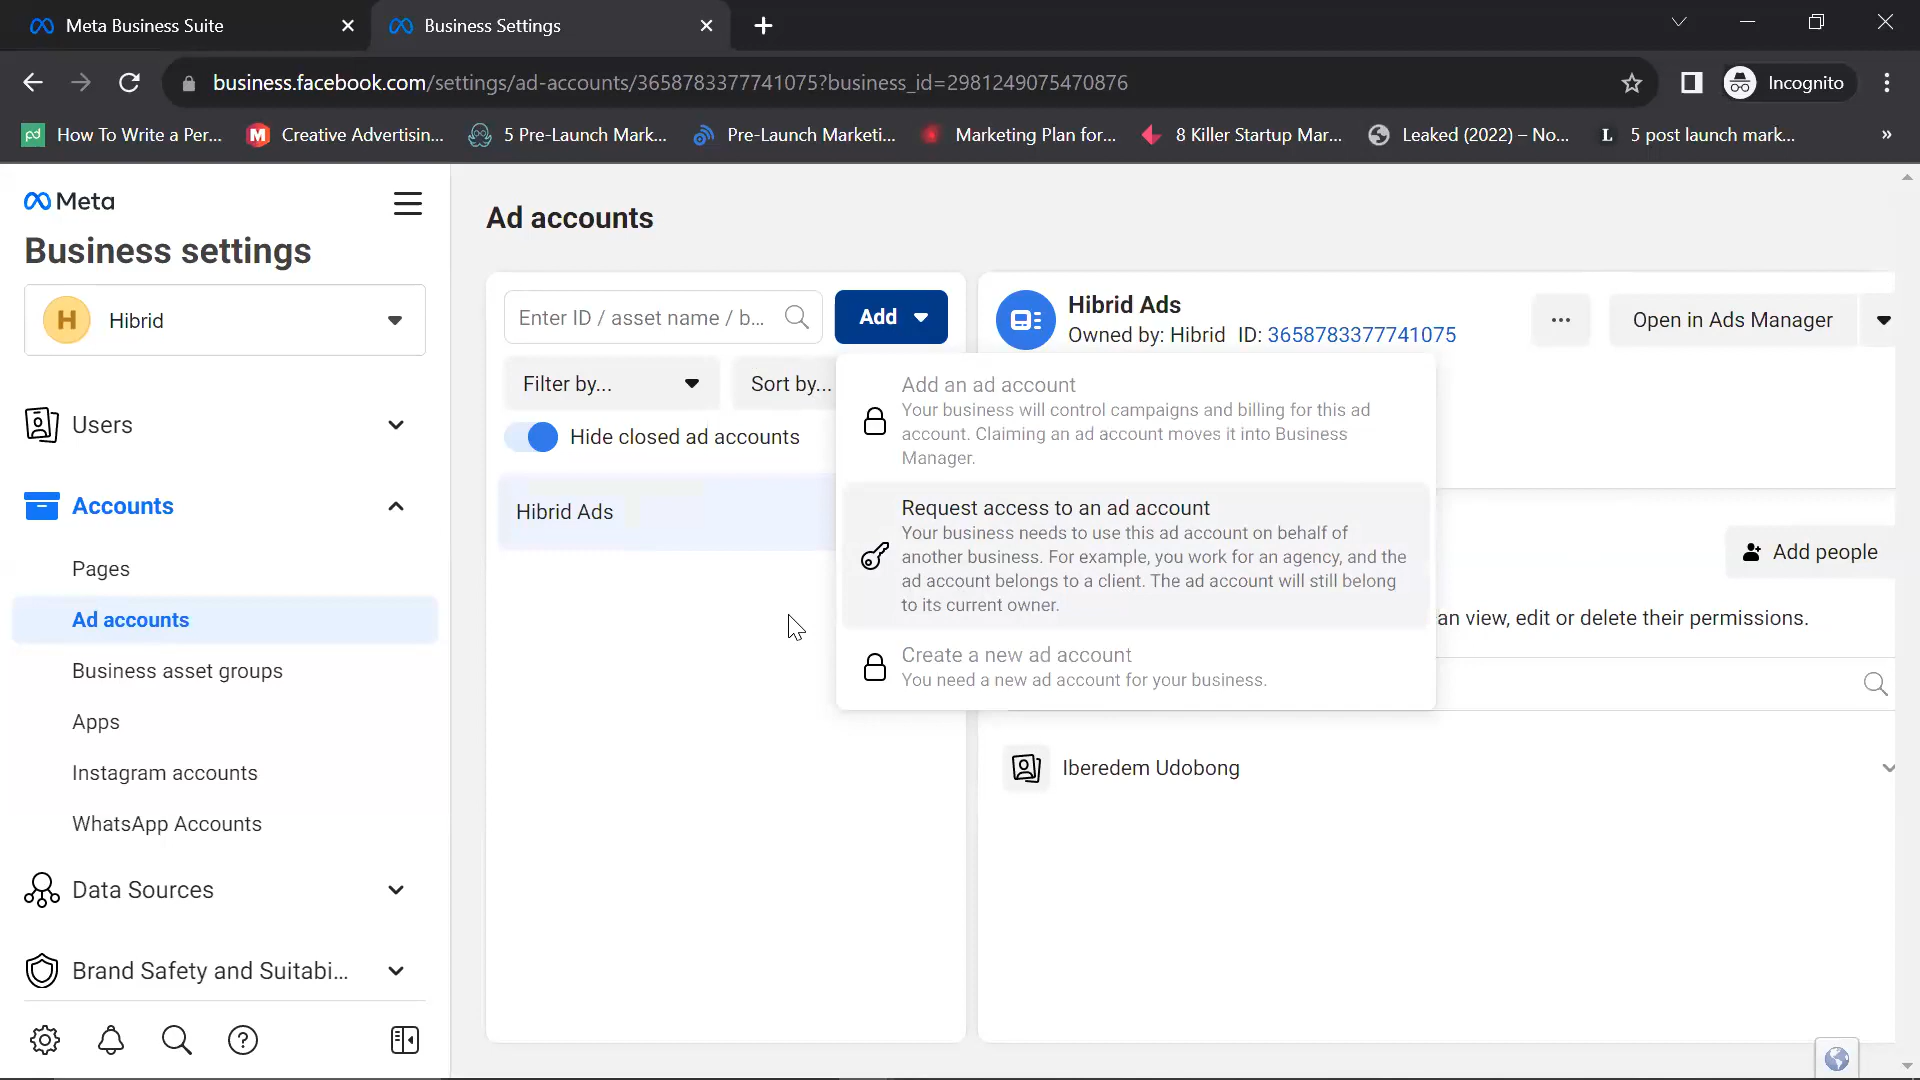 Meta Business Suite
Business Settings
business.facebook.com/settings/ad-accounts/3658783377741075?business_id=2981249075470876
Incognito
pd How To Write a Per...
M Creative Advertisin...
5 Pre-Launch Mark...
Pre-Launch Marketi...
Marketing Plan for...
8 Killer Startup Mar...
Leaked (2022) – No...
L 5 post launch mark...
»
Meta
Business settings
H Hibrid
Users
Accounts
Pages
Ad accounts
Business asset groups
Apps
Instagram accounts
WhatsApp Accounts
Data Sources
Brand Safety and Suitabi...
Ad accounts
Enter ID / asset name / b...
Add
Filter by...
Sort by...
Hide closed ad accounts
Hibrid Ads
Add an ad account
Your business will control campaigns and billing for this ad
account. Claiming an ad account moves it into Business
Manager.
Request access to an ad account
Your business needs to use this ad account on behalf of
another business. For example, you work for an agency, and the
ad account belongs to a client. The ad account will still belong
to its current owner.
Create a new ad account
You need a new ad account for your business.
Hibrid Ads
Owned by: Hibrid ID: 3658783377741075
...
Open in Ads Manager
Add people
an view, edit or delete their permissions.
Iberedem Udobong